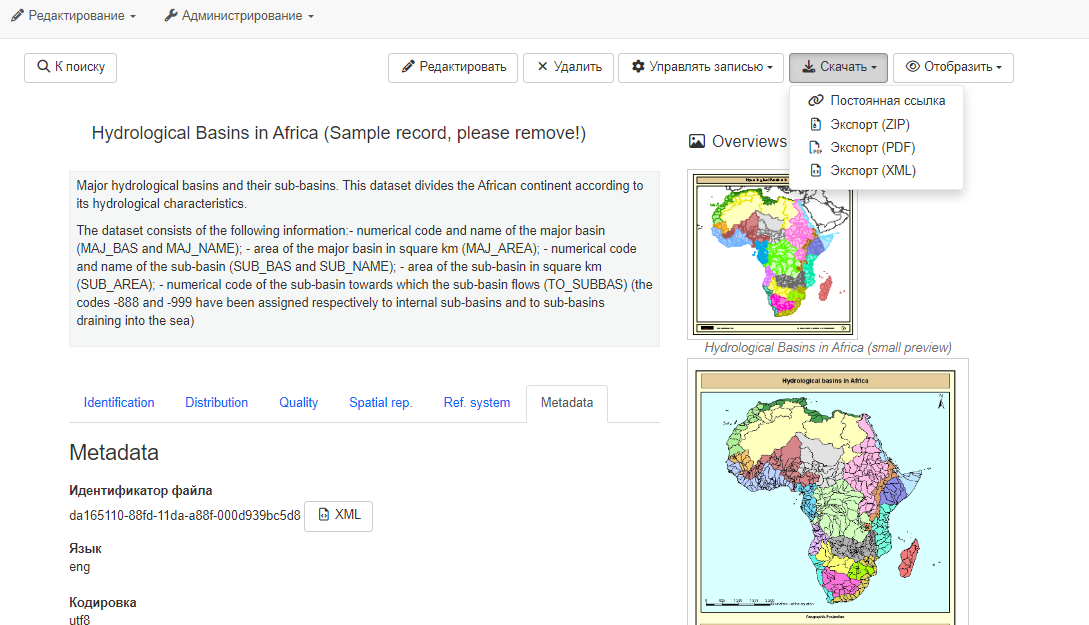 Редактирование
Администрирование
К поиску
Редактировать
Удалить
Управлять записью
Скачать
Отобразить
Постоянная ссылка
Экспорт (ZIP)
Экспорт (PDF)
Экспорт (XML)
Hydrological Basins in Africa (Sample record, please remove!)
Major hydrological basins and their sub-basins. This dataset divides the African continent according to
its hydrological characteristics.
The dataset consists of the following information:- numerical code and name of the major basin
(MAJ_BAS and MAJ_NAME); - area of the major basin in square km (MAJ_AREA); - numerical code
and name of the sub-basin (SUB_BAS and SUB_NAME); - area of the sub-basin in square km
(SUB_AREA); - numerical code of the sub-basin towards which the sub-basin flows (TO_SUBBAS) (the
codes -888 and -999 have been assigned respectively to internal sub-basins and to sub-basins
draining into the sea)
Overviews
Hydrological Basins in Africa (small preview)
Hydrological basins in Africa
N
Geographic Projection
Identification
Distribution
Quality
Spatial rep.
Ref. system
Metadata
Metadata
Идентификатор файла
da165110-88fd-11da-a88f-000d939bc5d8
XML
Язык
eng
Кодировка
utf8